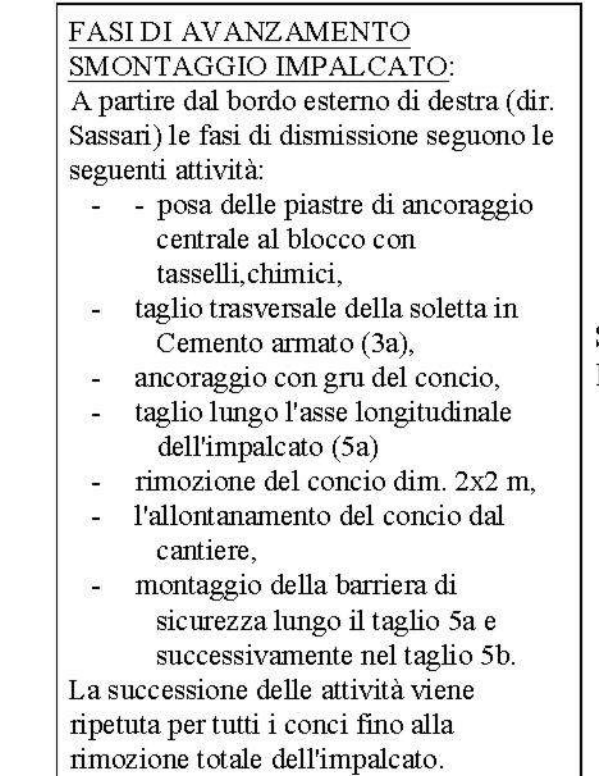 FASI DI AVANZAMENTO
SMONTAGGIO IMPALCATO:
A partire dal bordo esterno di destra (dir.
Sassari) le fasi di dismissione seguono le
seguenti attività:
- - posa delle piastre di ancoraggio
centrale al blocco con
tasselli,chimici,
- taglio trasversale della soletta in
Cemento armato (3a),
- ancoraggio con gru del concio,
- taglio lungo l'asse longitudinale
dell'impalcato (5a)
- rimozione del concio dim. 2x2 m,
- l'allontanamento del concio dal
cantiere,
- montaggio della barriera di
sicurezza lungo il taglio 5a e
successivamente nel taglio 5b.
La successione delle attività viene
ripetuta per tutti i conci fino alla
rimozione totale dell'impalcato.